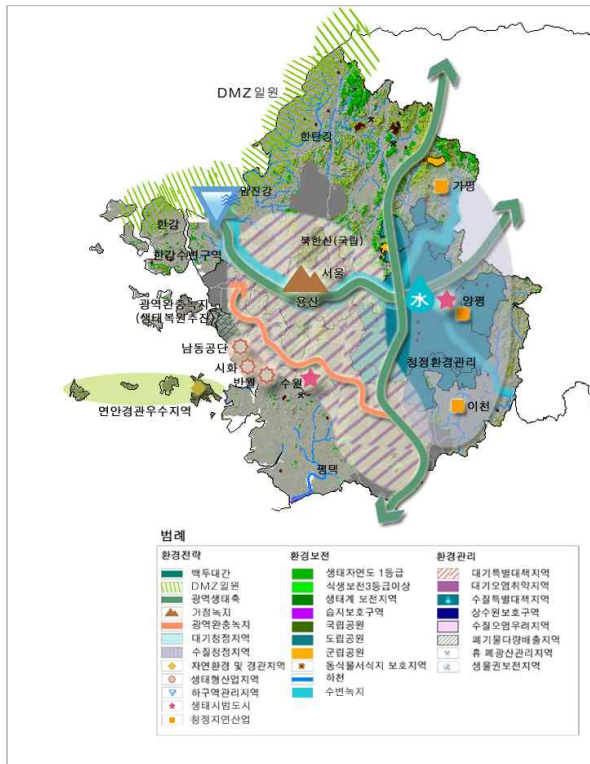 DMZ일원
한탄강
임진강
가평
한강
북한산(국립)
한강수변구역
서울
용산
水
양평
광역완충녹지
(생태복원추진)
남동공단
청정환경관리
시화
반월
수원
이천
연안경관우수지역
평택
범례
환경전략
환경보전
환경관리
백두대간
DMZ일원
광역생태축
거점녹지
광역완충녹지
대기청정지역
수질청정지역
자연환경 및 경관지역
생태형산업지역
하구역관리지역
생태시범도시
청정지연산업
생태자연도 1등급
식생보전3등급이상
생태계 보전지역
습지보호구역
국립공원
도립공원
군립공원
동식물서식지 보호지역
하천
수변녹지
대기특별대책지역
대기오염취약지역
수질특별대책지역
상수원보호구역
수질오염우려지역
폐기물다량배출지역
휴 폐광산관리지역
생물권보전지역